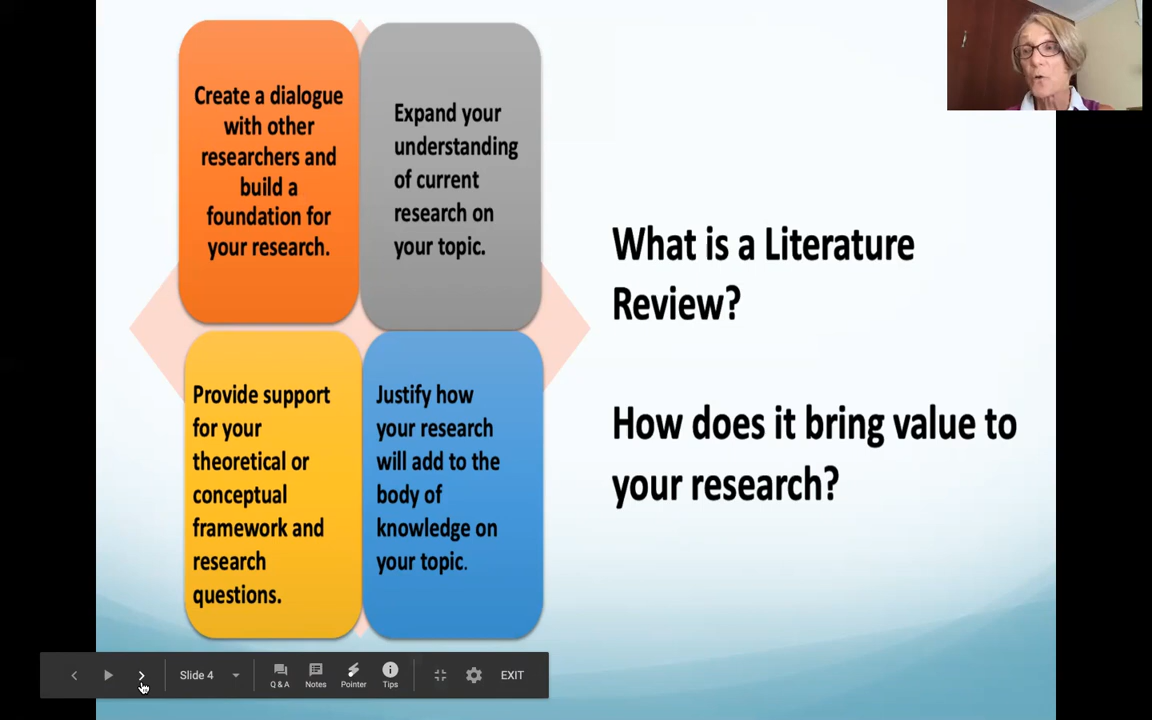 Create a dialogue
with other
researchers and
build a
foundation for
your research.
Expand your
understanding
of current
research on
your topic.
Provide support
for your
theoretical or
conceptual
framework and
research
questions.
Justify how
your research
will add to the
body of
knowledge on
your topic.
What is a Literature
Review?
How does it bring value to
your research?
Slide 4
Q & A
Notes
Pointer
Tips
EXIT